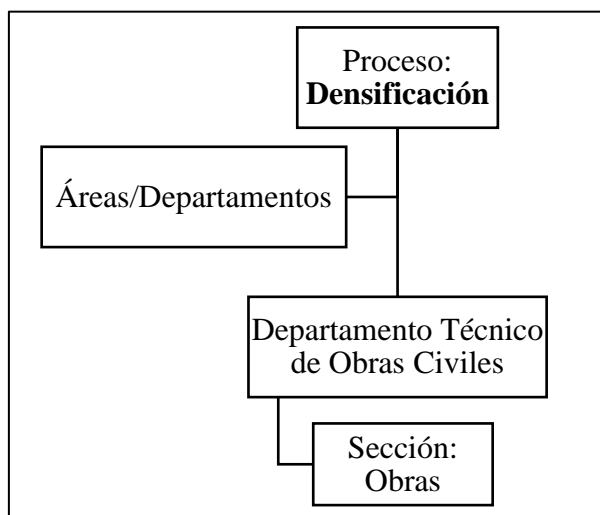 Proceso:
Densificación
Áreas/Departamentos
Departamento Técnico
de Obras Civiles
Sección:
Obras